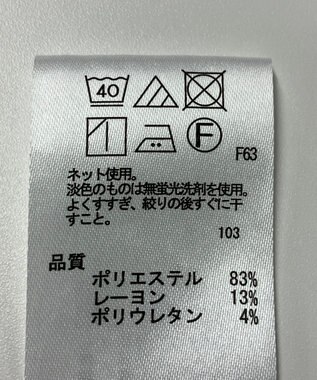 40
F
F63
ネット使用。
淡色のものは無蛍光洗剤を使用。
よくすすぎ、絞りの後すぐに干
すこと。
103
品質
ポリエステル 83%
レーヨン 13%
ポリウレタン 4%